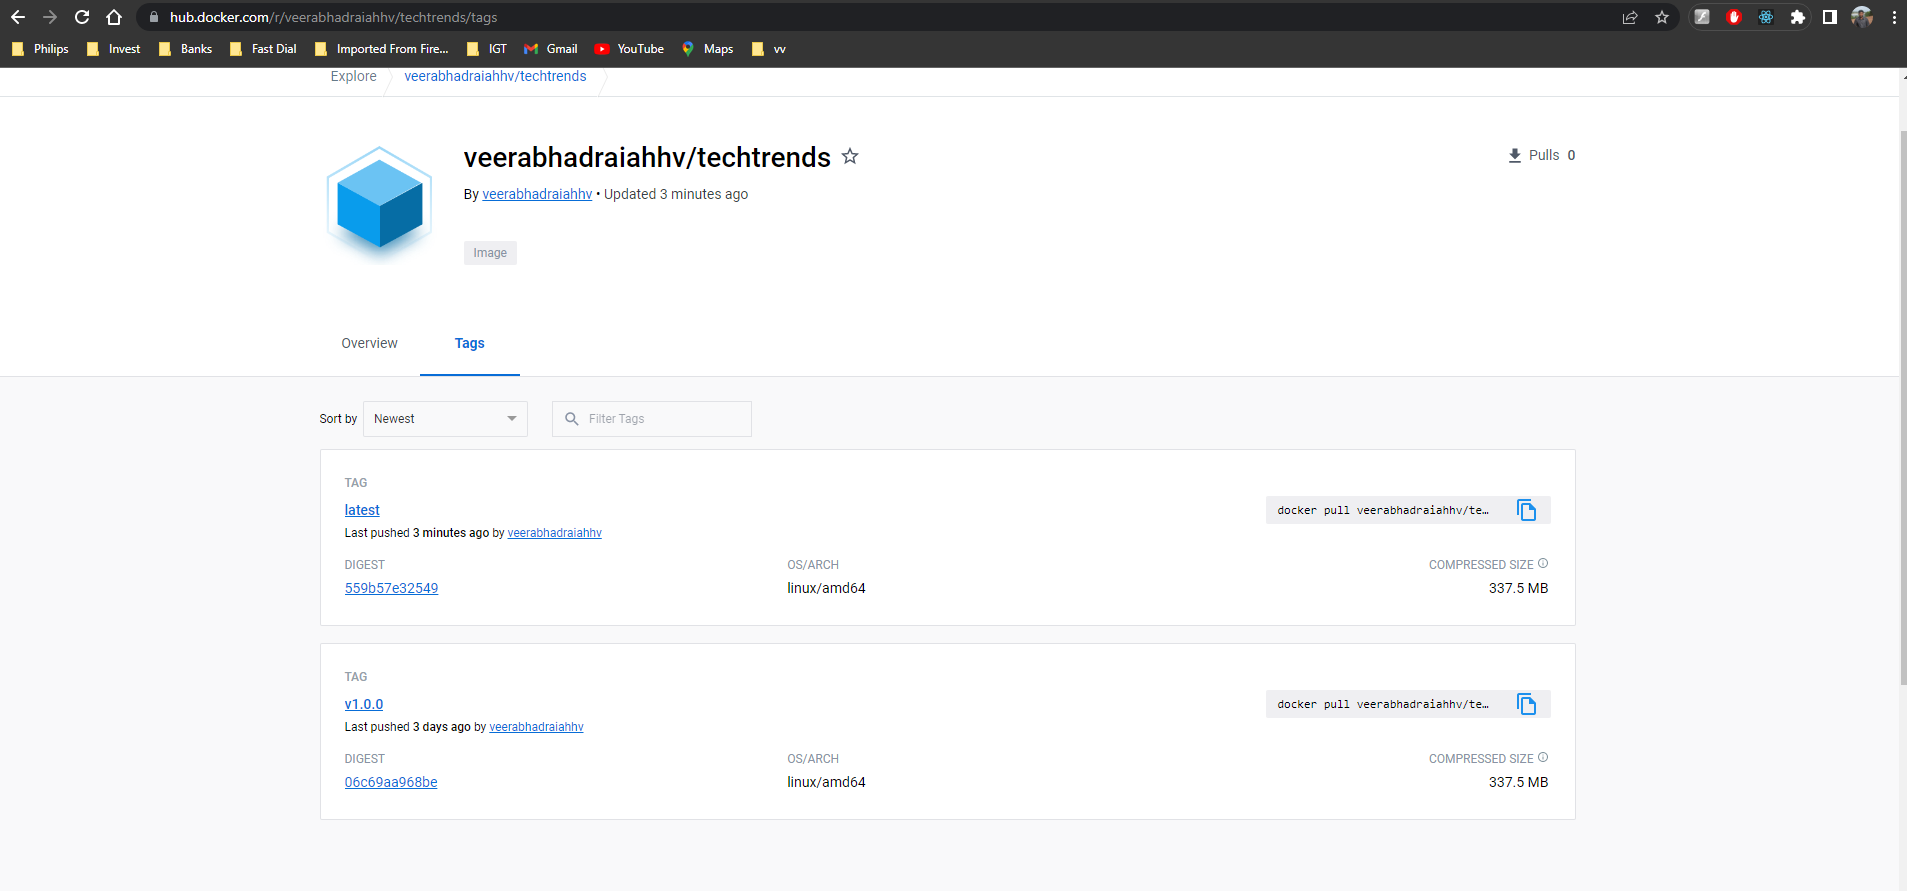 hub.docker.com/r/veerabhadraiahhv/techtrends/tags
Philips Invest Banks Fast Dial Imported From Fire... IGT Gmail YouTube Maps vv
Explore veerabhadraiahhv/techtrends
veerabhadraiahhv/techtrends
Pulls 0
By veerabhadraiahhv • Updated 3 minutes ago
Image
Overview Tags
Sort by Newest Filter Tags
TAG
latest
docker pull veerabhadraiahhv/te…
Last pushed 3 minutes ago by veerabhadraiahhv
DIGEST OS/ARCH COMPRESSED SIZE
559b57e32549 linux/amd64 337.5 MB
TAG
v1.0.0
docker pull veerabhadraiahhv/te…
Last pushed 3 days ago by veerabhadraiahhv
DIGEST OS/ARCH COMPRESSED SIZE
06c69aa968be linux/amd64 337.5 MB